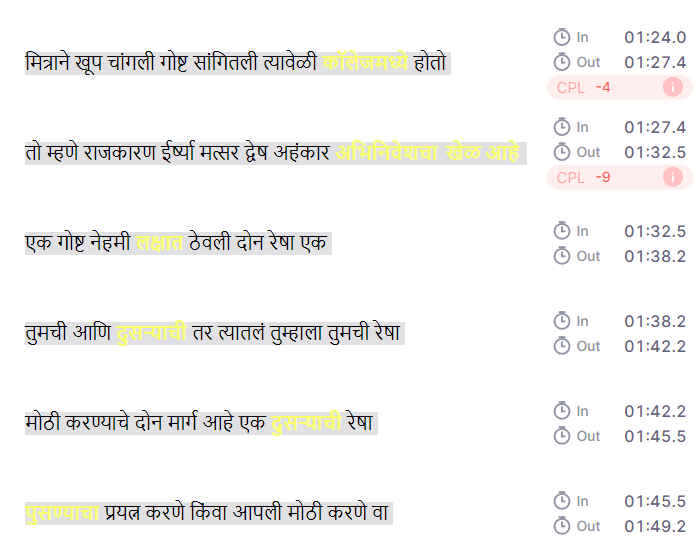 मित्राने खूप चांगली गोष्ट सांगितली त्यावेळी कॉलेजमध्ये होतो
In 01:24.0
Out 01:27.4
CPL -4
तो म्हणे राजकारण ईर्ष्या मत्सर द्वेष अहंकार अभिनिवेशचा खेळ आहे
In 01:27.4
Out 01:32.5
CPL -9
एक गोष्ट नेहमी लक्षात ठेवली दोन रेषा एक
In 01:32.5
Out 01:38.2
तुमची आणि दुसऱ्याची तर त्यातलं तुम्हाला तुमची रेषा
In 01:38.2
Out 01:42.2
मोठी करण्याचे दोन मार्ग आहे एक दुसऱ्याची रेषा
In 01:42.2
Out 01:45.5
पुसण्याचा प्रयत्न करणे किंवा आपली मोठी करणे वा
In 01:45.5
Out 01:49.2